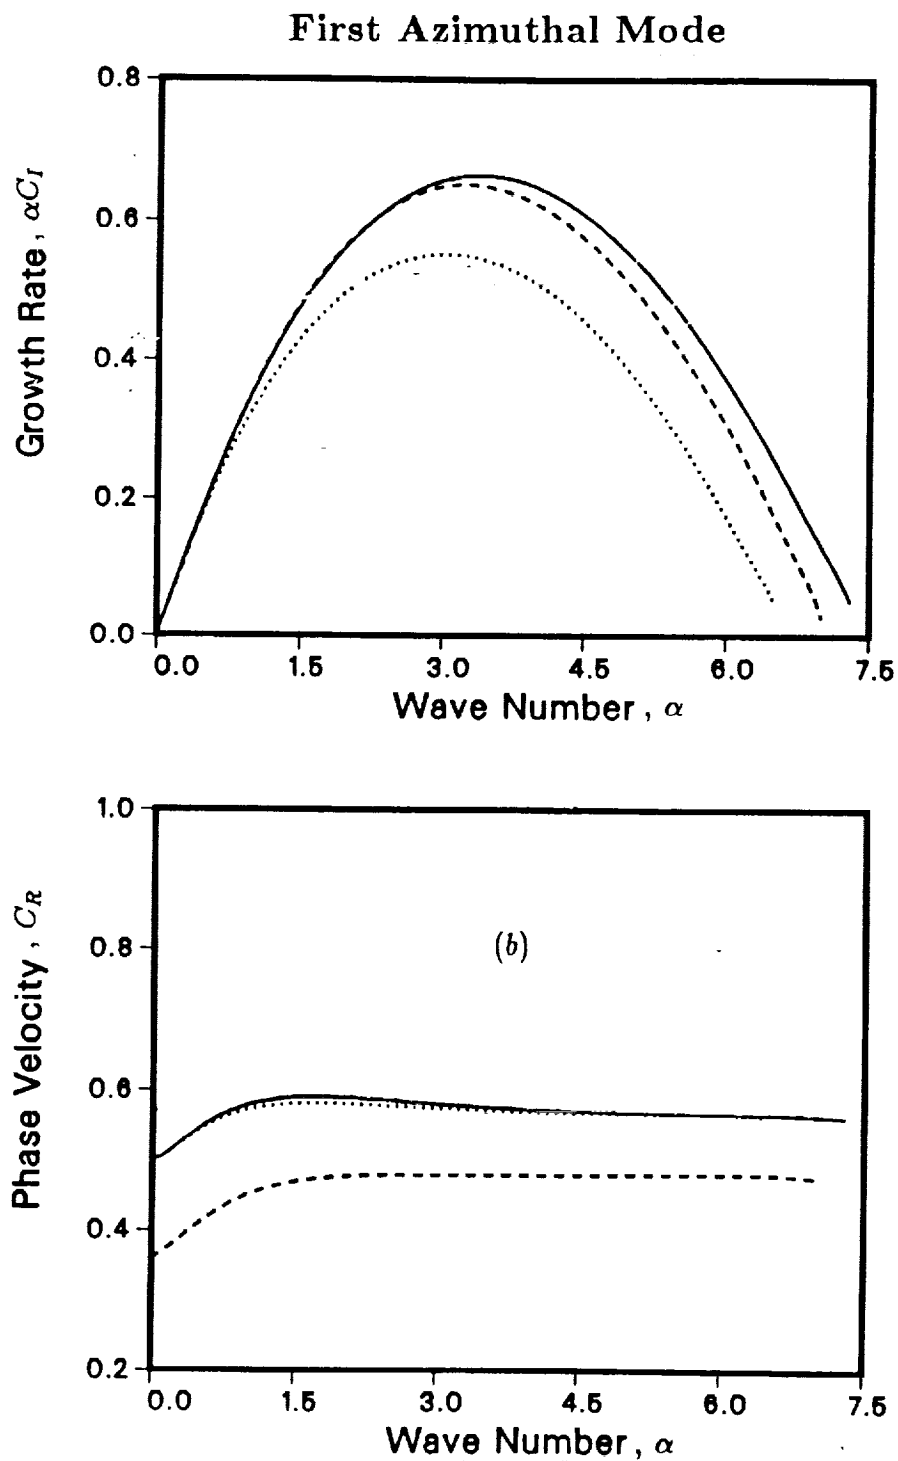 First Azimuthal Mode
0.8
0.6
0.4
0.2
0.0
Growth Rate, αC_I
0.0 1.5 3.0 4.5 6.0 7.5
Wave Number, α
1.0
0.8
0.6
0.4
0.2
Phase Velocity, C_R
(b)
0.0 1.5 3.0 4.5 6.0 7.5
Wave Number, α